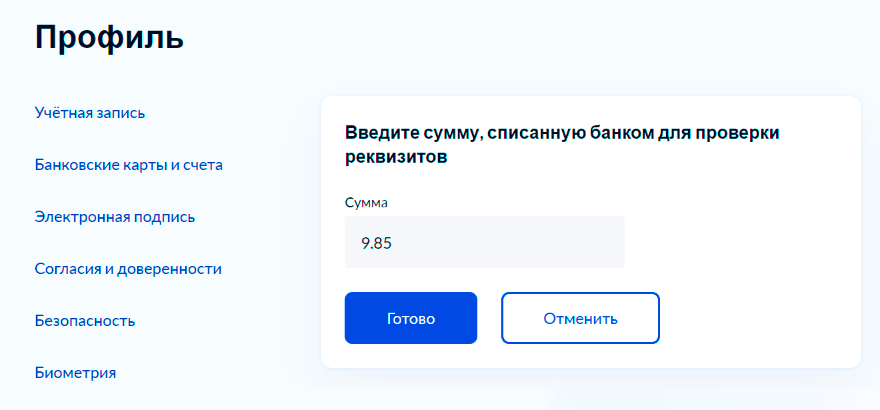 Профиль
Учётная запись
Банковские карты и счета
Электронная подпись
Согласия и доверенности
Безопасность
Биометрия
Введите сумму, списанную банком для проверки
реквизитов
Сумма
9.85
Готово
Отменить